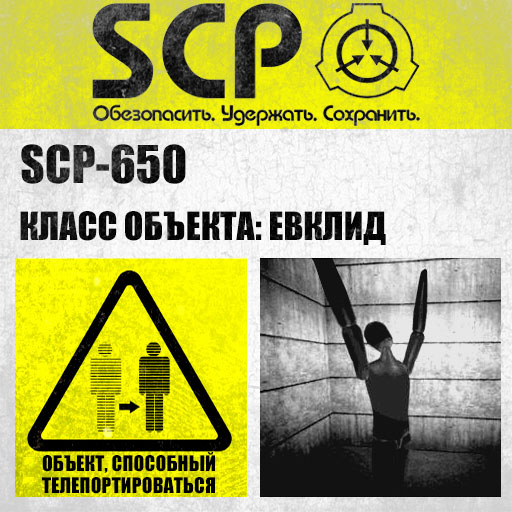 SCP
Обезопасить. Удержать. Сохранить.
SCP-650
КЛАСС ОБЪЕКТА: ЕВКЛИД
ОБЪЕКТ, СПОСОБНЫЙ
ТЕЛЕПОРТИРОВАТЬСЯ